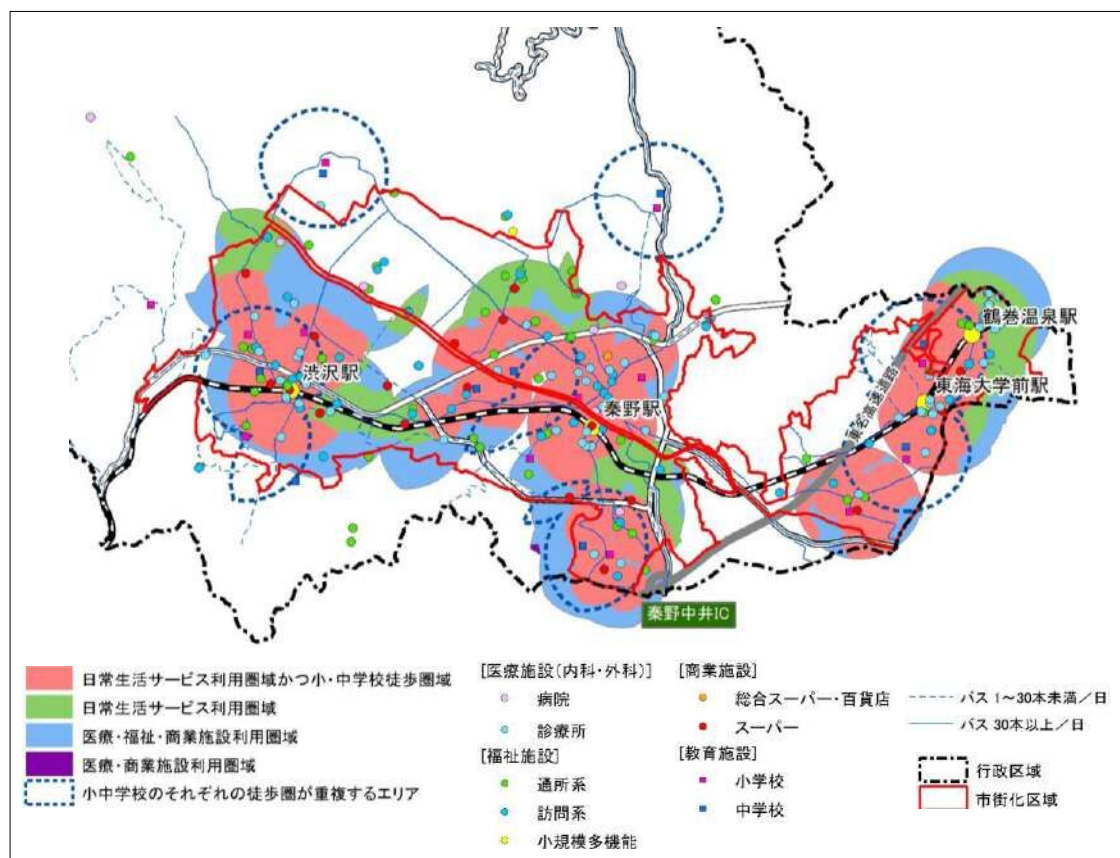 鶴巻温泉駅
渋沢駅
東海大学前駅
秦野駅
東名高速道路
秦野中井IC
日常生活サービス利用圏域かつ小・中学校徒歩圏域
日常生活サービス利用圏域
医療・福祉・商業施設利用圏域
医療・商業施設利用圏域
小中学校のそれぞれの徒歩圏が重複するエリア
[医療施設(内科・外科)]
病院
診療所
[福祉施設]
通所系
訪問系
小規模多機能
[商業施設]
総合スーパー・百貨店
スーパー
[教育施設]
小学校
中学校
バス 1～30本未満／日
バス 30本以上／日
行政区域
市街化区域